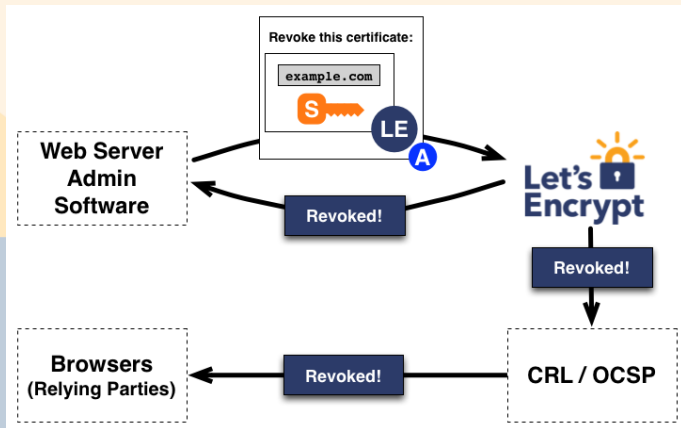 Revoke this certificate:
example.com
S
LE
A
Web Server
Admin
Software
Let's
Encrypt
Revoked!
Revoked!
Browsers
(Relying Parties)
Revoked!
CRL / OCSP